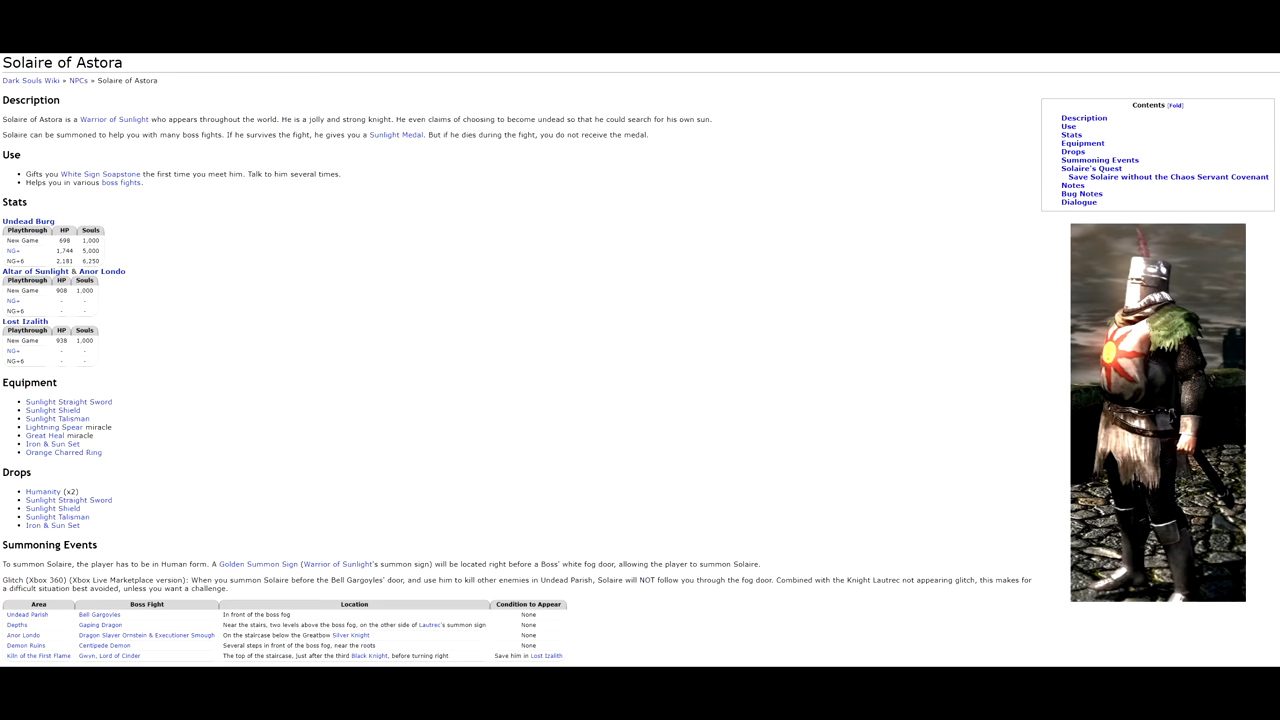 Solaire of Astora
Dark Souls Wiki » NPCs » Solaire of Astora
Description
Solaire of Astora is a Warrior of Sunlight who appears throughout the world. He is a jolly and strong knight. He even claims of choosing to become undead so that he could search for his own sun.
Solaire can be summoned to help you with many boss fights. If he survives the fight, he gives you a Sunlight Medal. But if he dies during the fight, you do not receive the medal.
Use
• Gifts you White Sign Soapstone the first time you meet him. Talk to him several times.
• Helps you in various boss fights.
Stats
Undead Burg
Playthrough HP Souls
New Game 698 1,000
NG+ 1,744 5,000
NG+6 2,181 6,250
Altar of Sunlight & Anor Londo
Playthrough HP Souls
New Game 908 1,000
NG+ - -
NG+6 - -
Lost Izalith
Playthrough HP Souls
New Game 938 1,000
NG+ - -
NG+6 - -
Equipment
• Sunlight Straight Sword
• Sunlight Shield
• Sunlight Talisman
• Lightning Spear miracle
• Great Heal miracle
• Iron & Sun Set
• Orange Charred Ring
Drops
• Humanity (x2)
• Sunlight Straight Sword
• Sunlight Shield
• Sunlight Talisman
• Iron & Sun Set
Summoning Events
To summon Solaire, the player has to be in Human form. A Golden Summon Sign (Warrior of Sunlight's summon sign) will be located right before a Boss' white fog door, allowing the player to summon Solaire.
Glitch (Xbox 360) (Xbox Live Marketplace version): When you summon Solaire before the Bell Gargoyles' door, and use him to kill other enemies in Undead Parish, Solaire will NOT follow you through the fog door. Combined with the Knight Lautrec not appearing glitch, this makes for
a difficult situation best avoided, unless you want a challenge.
Area Boss Fight Location Condition to Appear
Undead Parish Bell Gargoyles In front of the boss fog None
Depths Gaping Dragon Near the stairs, two levels above the boss fog, on the other side of Lautrec's summon sign None
Anor Londo Dragon Slayer Ornstein & Executioner Smough On the staircase below the Greatbow Silver Knight None
Demon Ruins Centipede Demon Several steps in front of the boss fog, near the roots None
Kiln of the First Flame Gwyn, Lord of Cinder The top of the staircase, just after the third Black Knight, before turning right Save him in Lost Izalith
Contents [Fold]
Description
Use
Stats
Equipment
Drops
Summoning Events
Solaire's Quest
Save Solaire without the Chaos Servant Covenant
Notes
Bug Notes
Dialogue